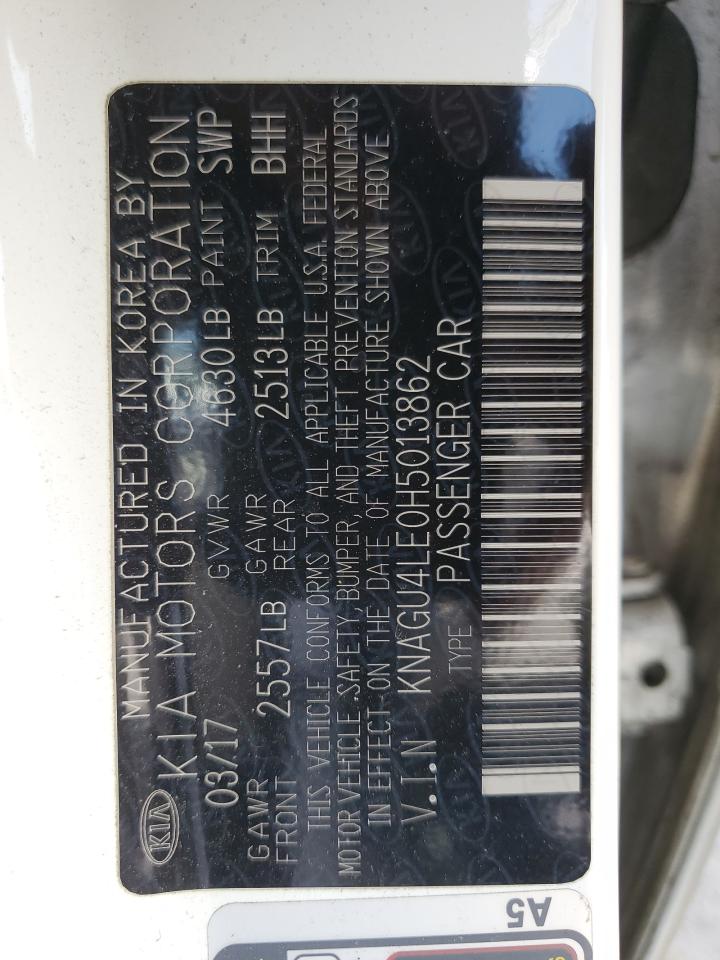 KIA
MANUFACTURED IN KOREA BY
KIA MOTORS CORPORATION
03/17 GVWR 4630LB PAINT SWP
GAWR FRONT 2557LB GAWR REAR 2513LB TRIM BHH
THIS VEHICLE CONFORMS TO ALL APPLICABLE U.S.A. FEDERAL
MOTOR VEHICLE SAFETY, BUMPER, AND THEFT PREVENTION STANDARDS
IN EFFECT ON THE DATE OF MANUFACTURE SHOWN ABOVE
V.I.N KNAGU4LE0H5013862
TYPE PASSENGER CAR
A5